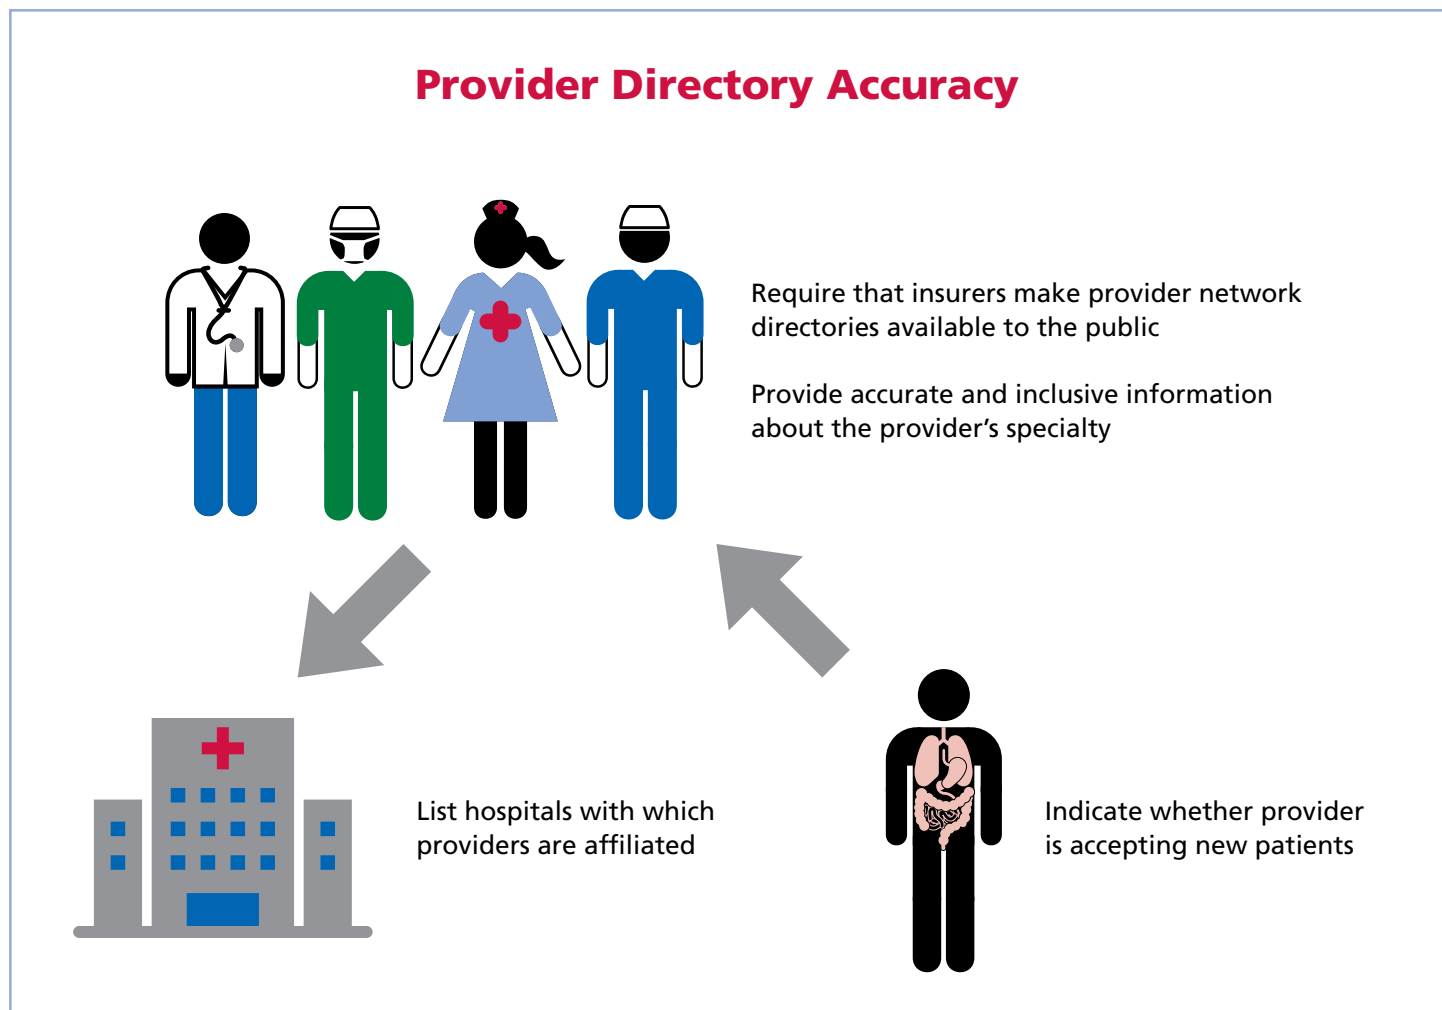 Provider Directory Accuracy
Require that insurers make provider network
directories available to the public
Provide accurate and inclusive information
about the provider’s specialty
List hospitals with which
providers are affiliated
Indicate whether provider
is accepting new patients